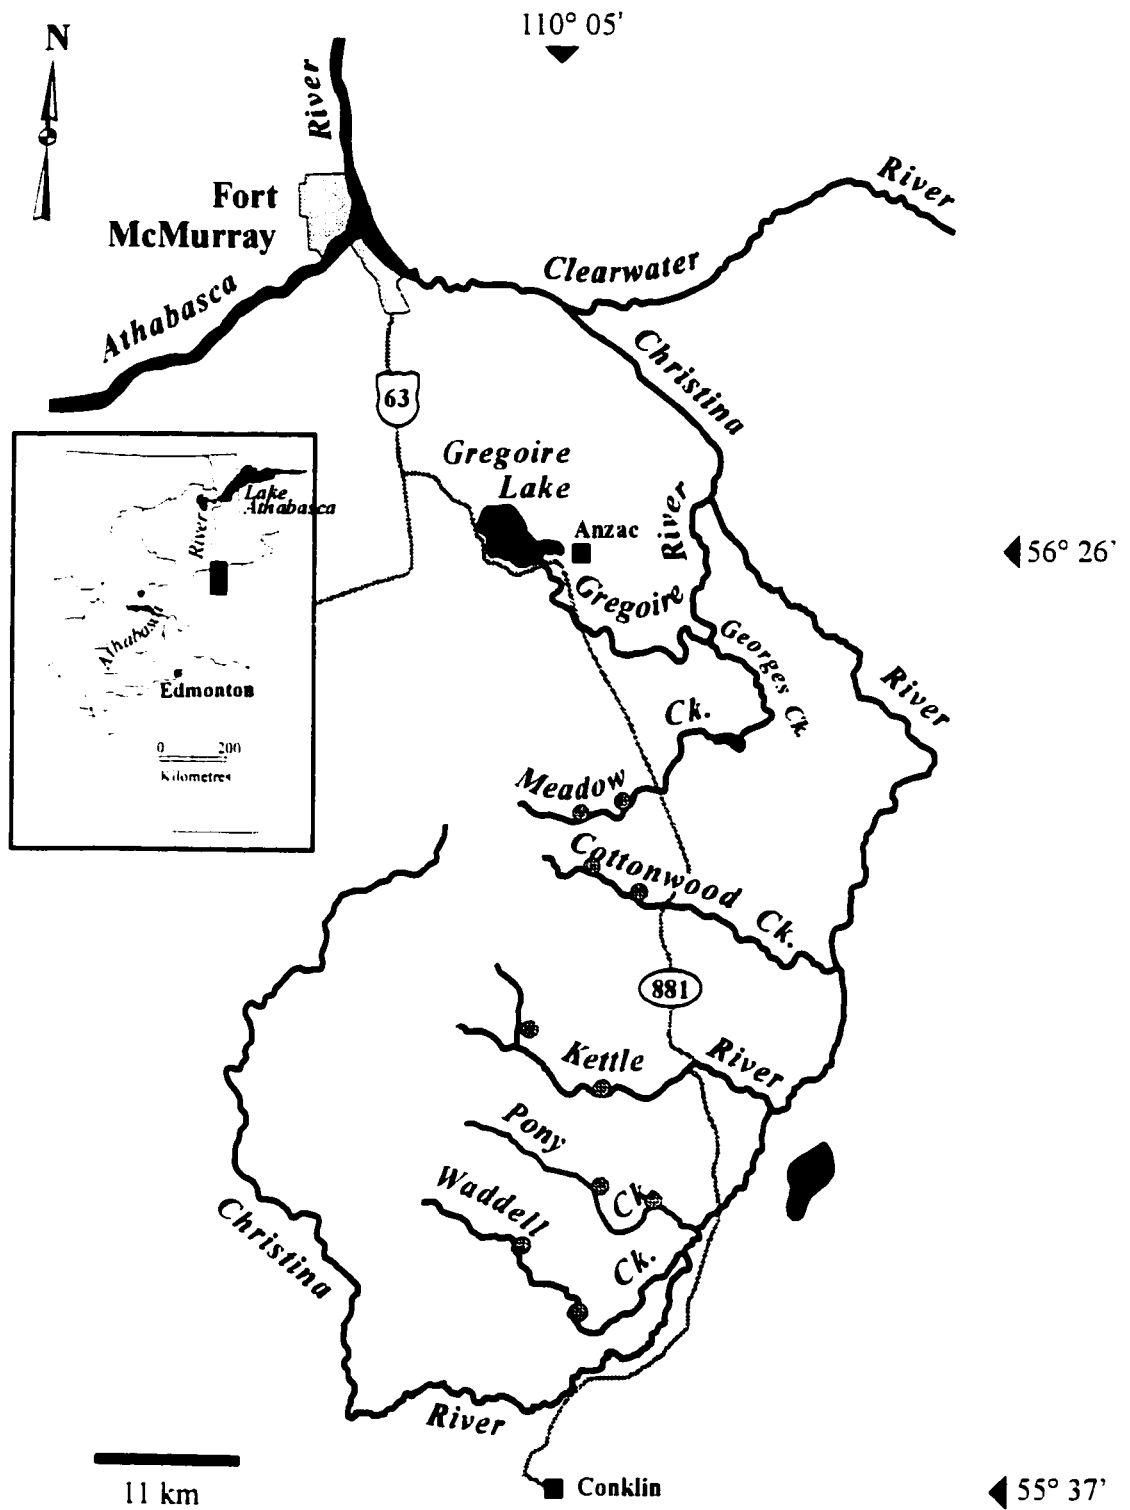 110° 05'
N
River
Fort
McMurray
River
Clearwater
Athabasca
Christina
63
Gregoire
Lake
Lake
Athabasca
River
River
Anzac
56° 26'
Gregoire
Athabasca
Georges Ck.
Edmonton
River
Ck.
0 200
Kilometres
Meadow
Cottonwood
Ck.
881
Kettle
River
Pony
Ck.
Waddell
Ck.
Christina
River
11 km
Conklin
55° 37'